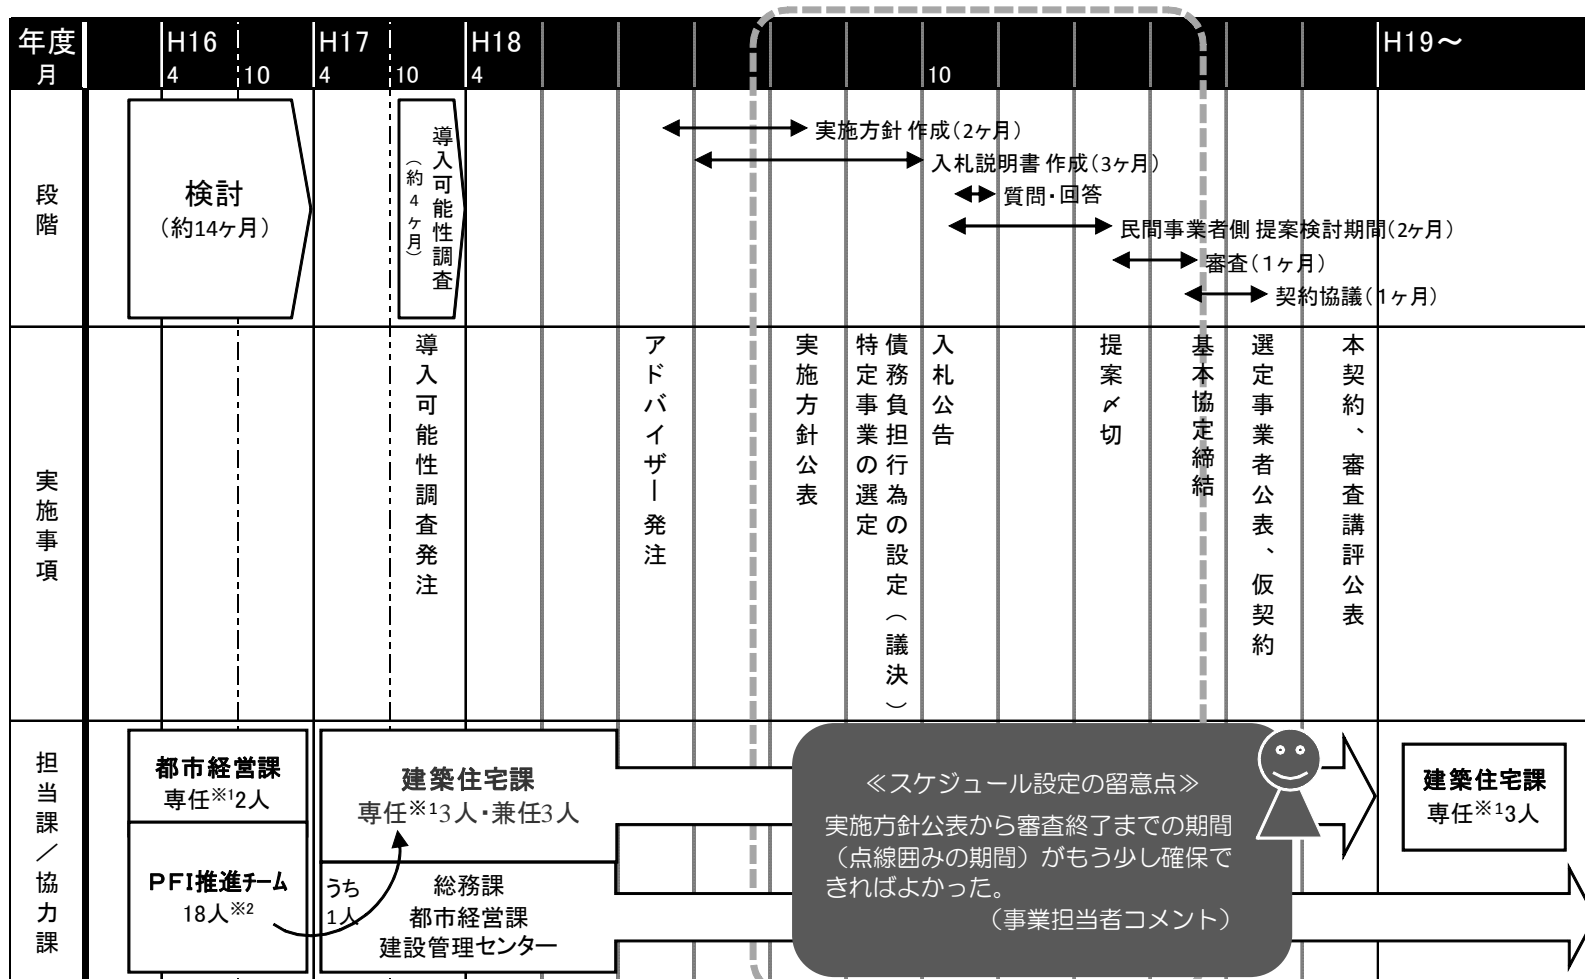 年度
月
H16
H17
H18
H19～
4
10
4
10
4
10
段階
検討
（約14ヶ月）
導入可能性調査
（約4ヶ月）
実施方針 作成（2ヶ月）
入札説明書 作成（3ヶ月）
質問・回答
民間事業者側 提案検討期間（2ヶ月）
審査（1ヶ月）
契約協議（1ヶ月）
実施事項
導入可能性調査発注
アドバイザー発注
実施方針公表
債務負担行為の設定（議決）
特定事業の選定
入札公告
提案〆切
基本協定締結
選定事業者公表、仮契約
本契約、審査講評公表
担当課／協力課
都市経営課
専任※12人
PFI推進チーム
18人※2
建築住宅課
専任※13人・兼任3人
うち
1人
総務課
都市経営課
建設管理センター
≪スケジュール設定の留意点≫
実施方針公表から審査終了までの期間
（点線囲みの期間）がもう少し確保で
きればよかった。
（事業担当者コメント）
建築住宅課
専任※13人